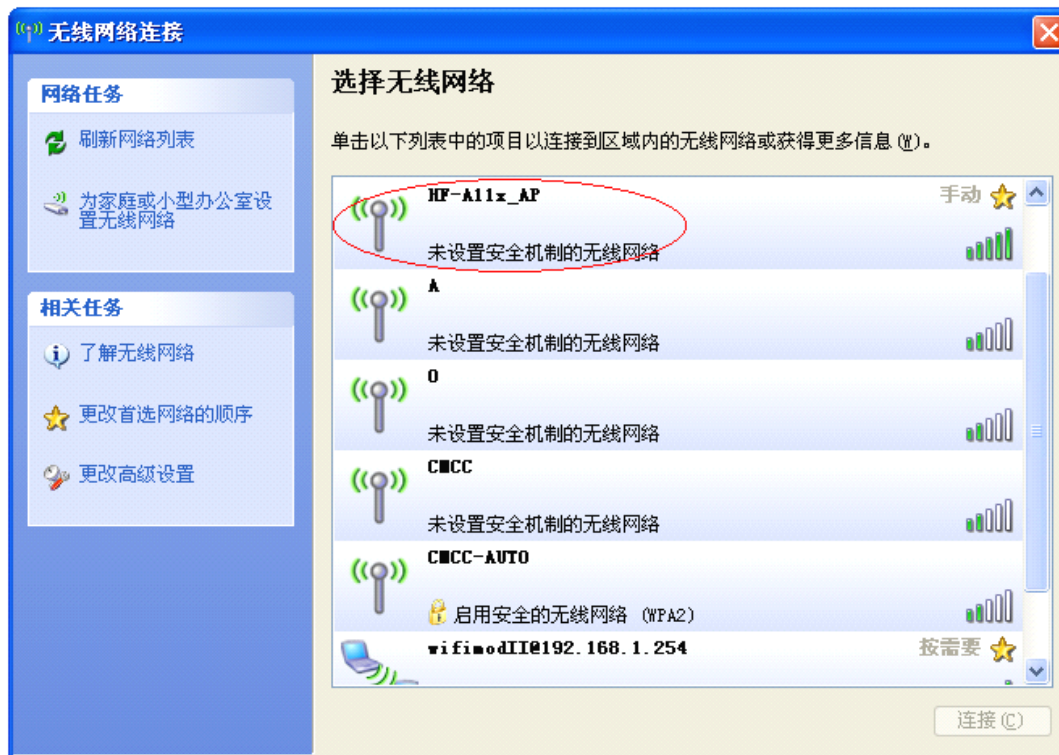 无线网络连接
网络任务
刷新网络列表
为家庭或小型办公室设
置无线网络
相关任务
了解无线网络
更改首选网络的顺序
更改高级设置
选择无线网络
单击以下列表中的项目以连接到区域内的无线网络或获得更多信息(W)。
HF-A11x_AP
手动
未设置安全机制的无线网络
A
未设置安全机制的无线网络
O
未设置安全机制的无线网络
CMCC
未设置安全机制的无线网络
CMCC-AUTO
启用安全的无线网络 (WPA2)
wifimodII@192.168.1.254
按需要
连接(C)